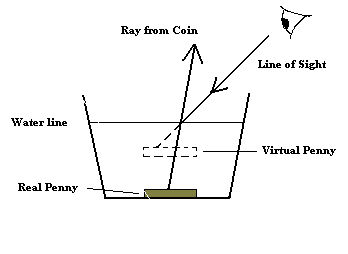 Ray from Coin
Line of Sight
Water line
Virtual Penny
Real Penny